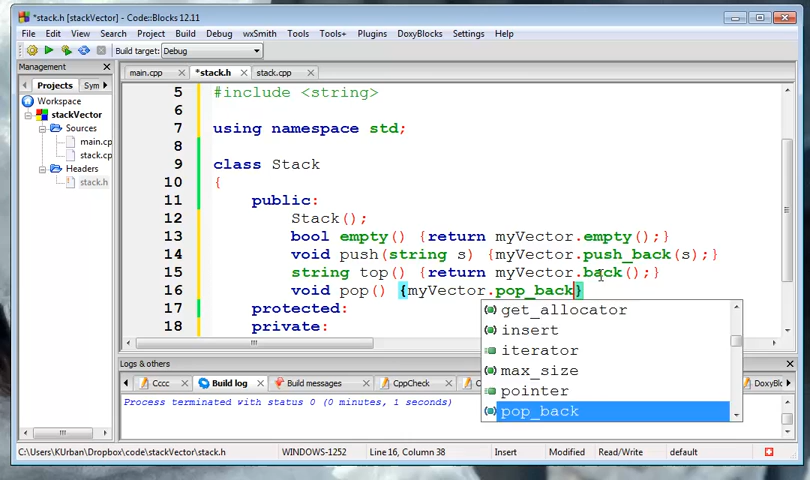 *stack.h [stackVector] - Code::Blocks 12.11
File Edit View Search Project Build Debug wxSmith Tools Tools+ Plugins DoxyBlocks Settings Help
Build target: Debug
Management
Projects Sym
Workspace
stackVector
Sources
main.cp
stack.cp
Headers
stack.h
main.cpp *stack.h stack.cpp
5 #include <string>
6
7 using namespace std;
8
9 class Stack
10 {
11 public:
12 Stack();
13 bool empty() {return myVector.empty();}
14 void push(string s) {myVector.push_back(s);}
15 string top() {return myVector.back();}
16 void pop() {myVector.pop_back}
17 protected:
18 private:
get_allocator
insert
iterator
max_size
pointer
pop_back
Logs & others
Cccc Build log Build messages CppCheck DoxyBlo
Process terminated with status 0 (0 minutes, 1 seconds)
C:\Users\KUrban\Dropbox\code\stackVector\stack.h WINDOWS-1252 Line 16, Column 38 Insert Modified Read/Write default